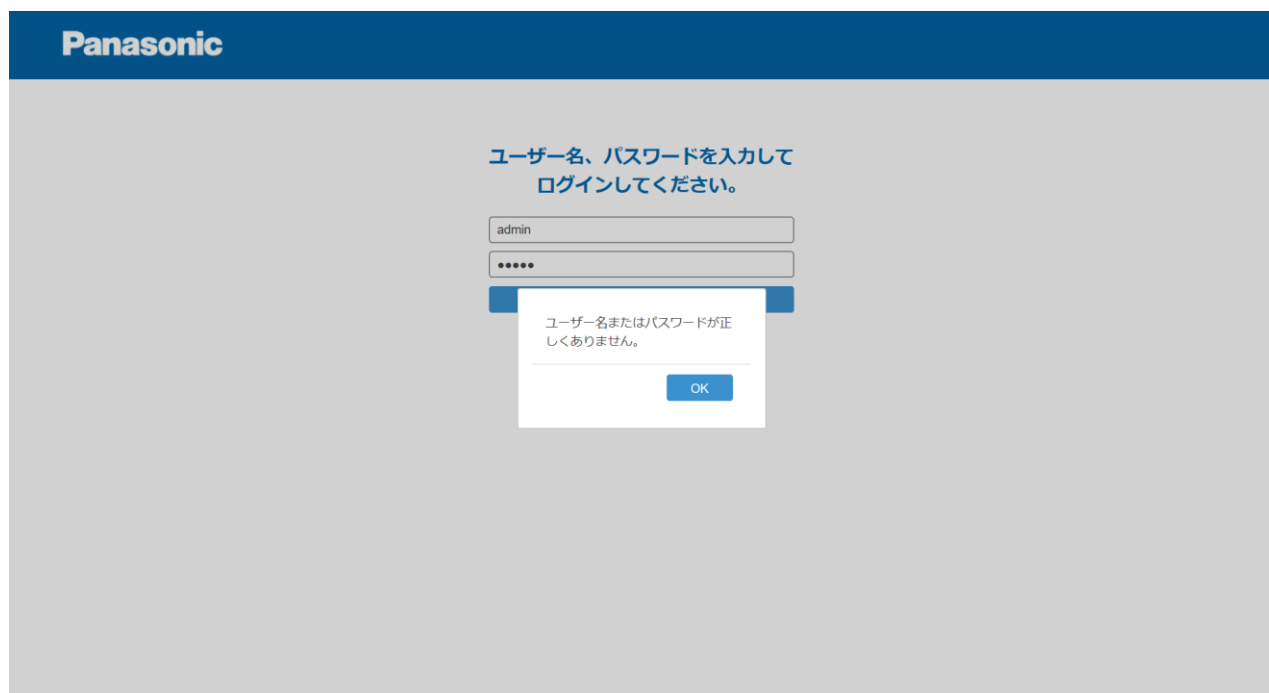 Panasonic
ユーザー名、パスワードを入力して
ログインしてください。
admin
•••••
ユーザー名またはパスワードが正
しくありません。
OK